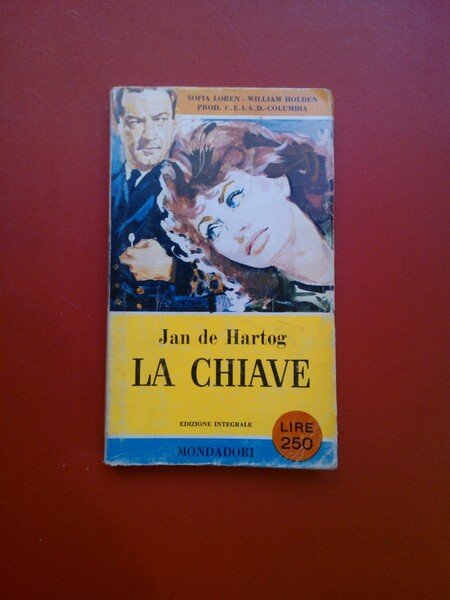 SOFIA LOREN - WILLIAM HOLDEN
PROD. C.E.I.A.D.-COLUMBIA
Jan de Hartog
LA CHIAVE
EDIZIONE INTEGRALE
LIRE
250
MONDADORI